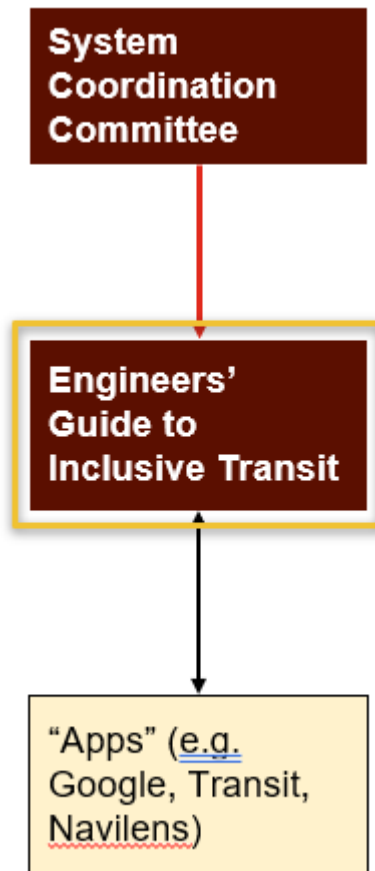 System
Coordination
Committee
Engineers’
Guide to
Inclusive Transit
“Apps” (e.g.
Google, Transit,
Navilens)